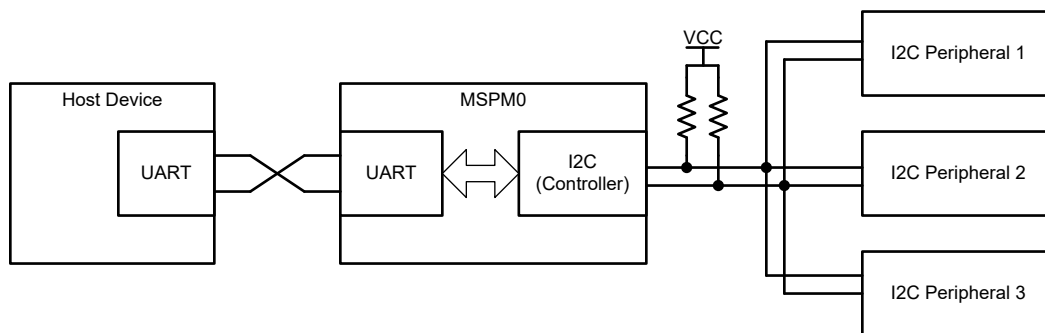 Host Device
UART
MSPM0
UART
I2C
(Controller)
VCC
I2C Peripheral 1
I2C Peripheral 2
I2C Peripheral 3